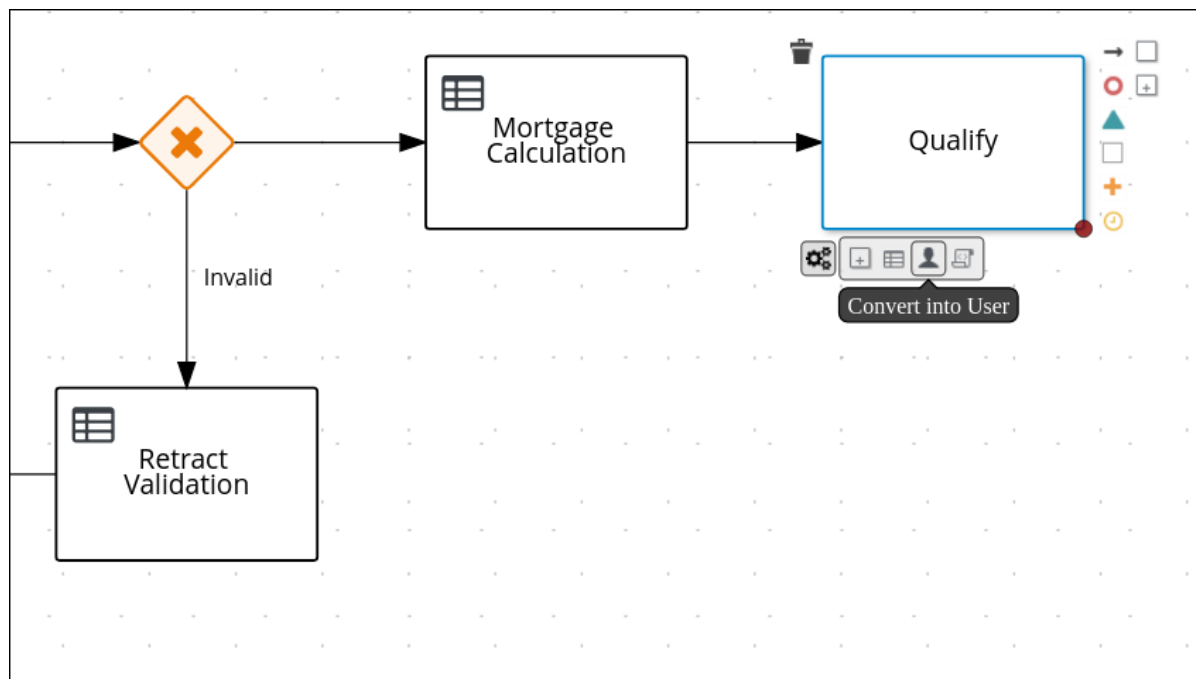 Mortgage
Calculation
Qualify
Invalid
Convert into User
Retract
Validation